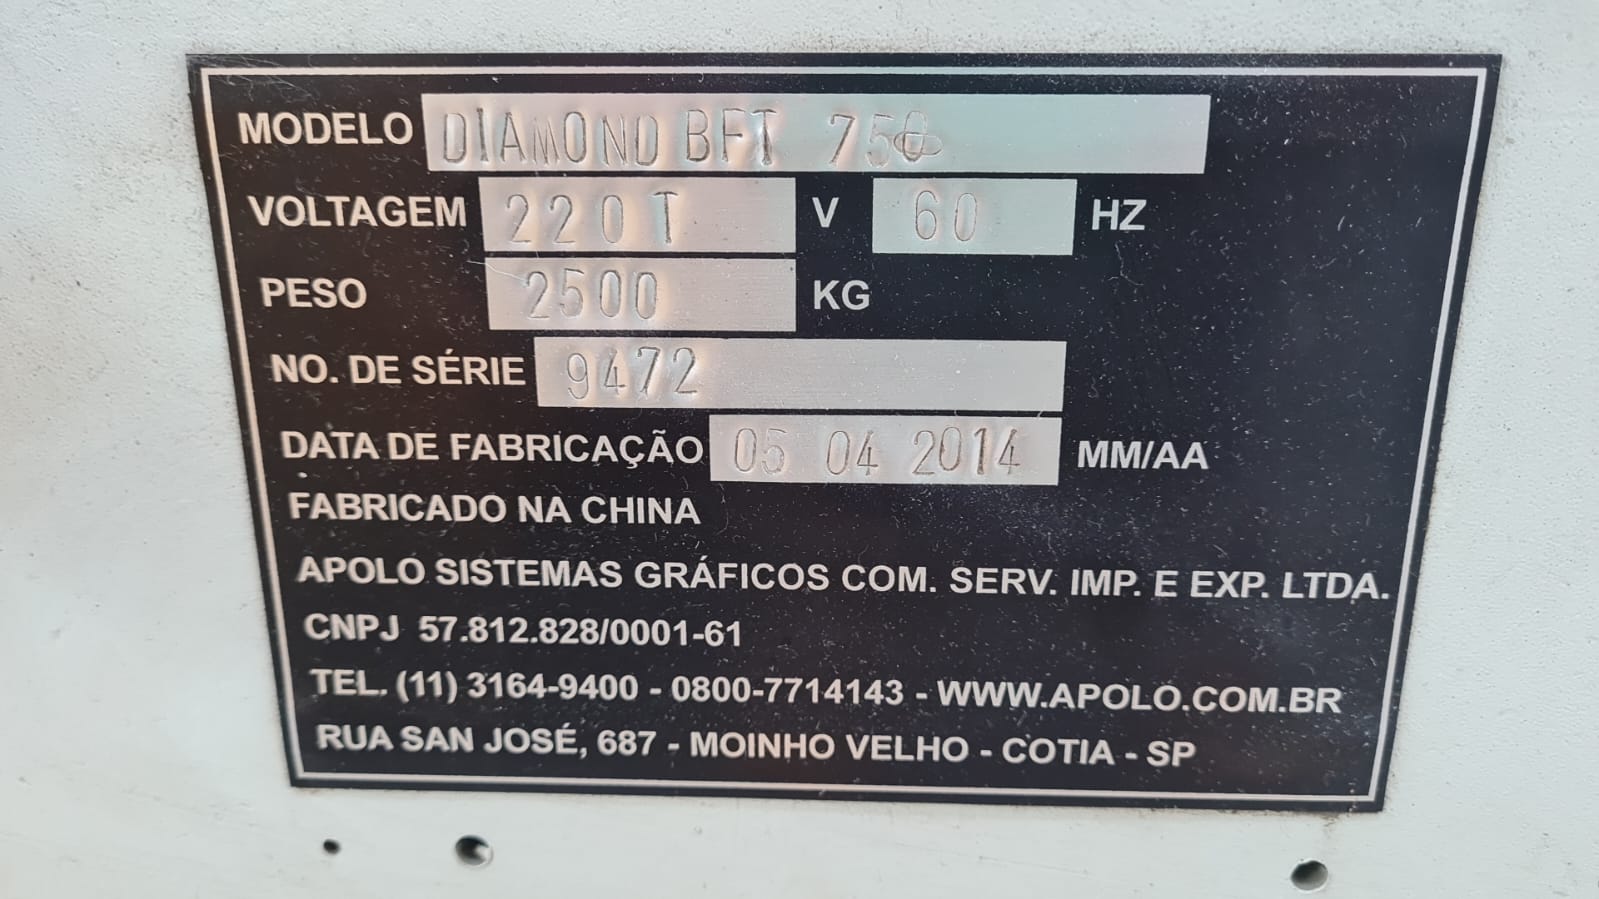 MODELO DIAMOND BFT 750
VOLTAGEM 220T V 60 HZ
PESO 2500 KG
NO. DE SÉRIE 9472
DATA DE FABRICAÇÃO 05 04 2014 MM/AA
FABRICADO NA CHINA
APOLO SISTEMAS GRÁFICOS COM. SERV. IMP. E EXP. LTDA.
CNPJ 57.812.828/0001-61
TEL. (11) 3164-9400 - 0800-7714143 - WWW.APOLO.COM.BR
RUA SAN JOSÉ, 687 - MOINHO VELHO - COTIA - SP